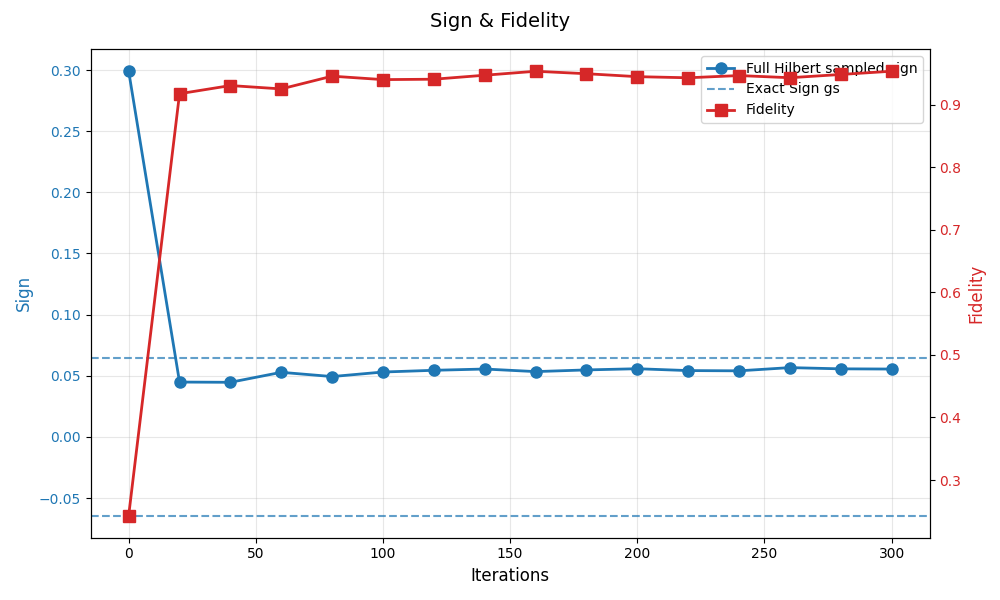 Sign & Fidelity
Full Hilbert sampled sign
Exact Sign gs
Fidelity
0.30
0.25
0.20
0.15
0.10
0.05
0.00
−0.05
Sign
0.9
0.8
0.7
0.6
0.5
0.4
0.3
Fidelity
0 50 100 150 200 250 300
Iterations